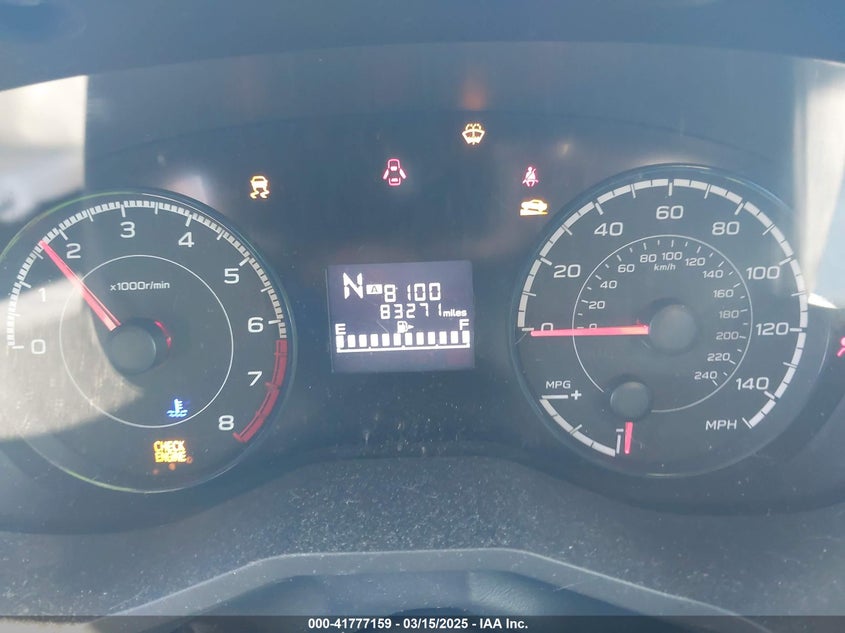 0 1 2 3 4 5 6 7 8
x1000r/min
CHECK
ENGINE
N A 8100
83271 miles
E F
0 20 40 60 80 100 120 140
0 20 40 60 80 100 120 140 160 180 200 220 240
km/h
MPG
- +
MPH
000-41777159 - 03/15/2025 - IAA Inc.